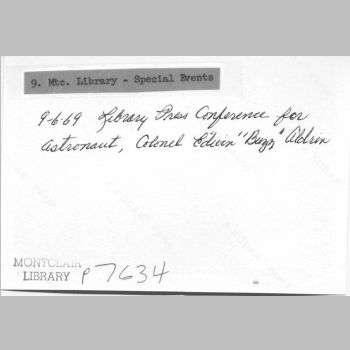 9. Mtc. Library - Special Events
9-6-69 Library Press Conference for
astronaut, Colonel Edwin "Buzz" Aldrin
MONTCLAIR
LIBRARY P 7634